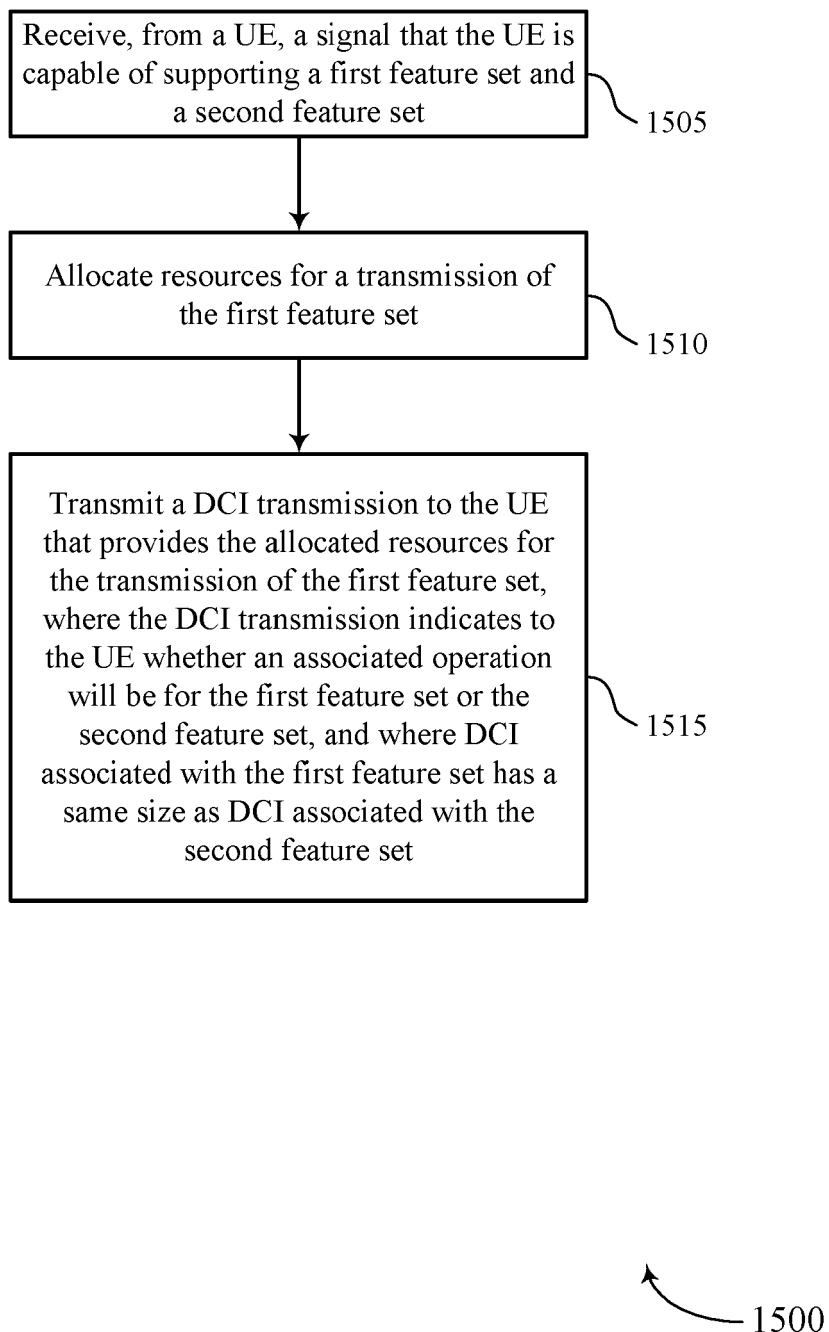 Receive, from a UE, a signal that the UE is
capable of supporting a first feature set and
a second feature set
1505
Allocate resources for a transmission of
the first feature set
1510
Transmit a DCI transmission to the UE
that provides the allocated resources for
the transmission of the first feature set,
where the DCI transmission indicates to
the UE whether an associated operation
will be for the first feature set or the
second feature set, and where DCI
associated with the first feature set has a
same size as DCI associated with the
second feature set
1515
1500